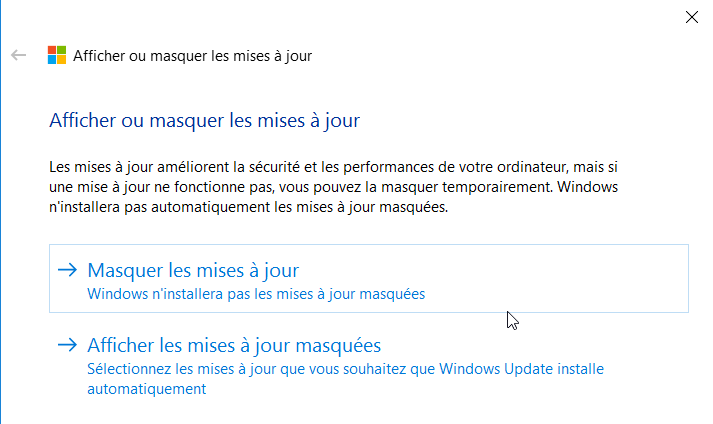 Afficher ou masquer les mises à jour
Afficher ou masquer les mises à jour
Les mises à jour améliorent la sécurité et les performances de votre ordinateur, mais si
une mise à jour ne fonctionne pas, vous pouvez la masquer temporairement. Windows
n'installera pas automatiquement les mises à jour masquées.
Masquer les mises à jour
Windows n'installera pas les mises à jour masquées
Afficher les mises à jour masquées
Sélectionnez les mises à jour que vous souhaitez que Windows Update installe
automatiquement